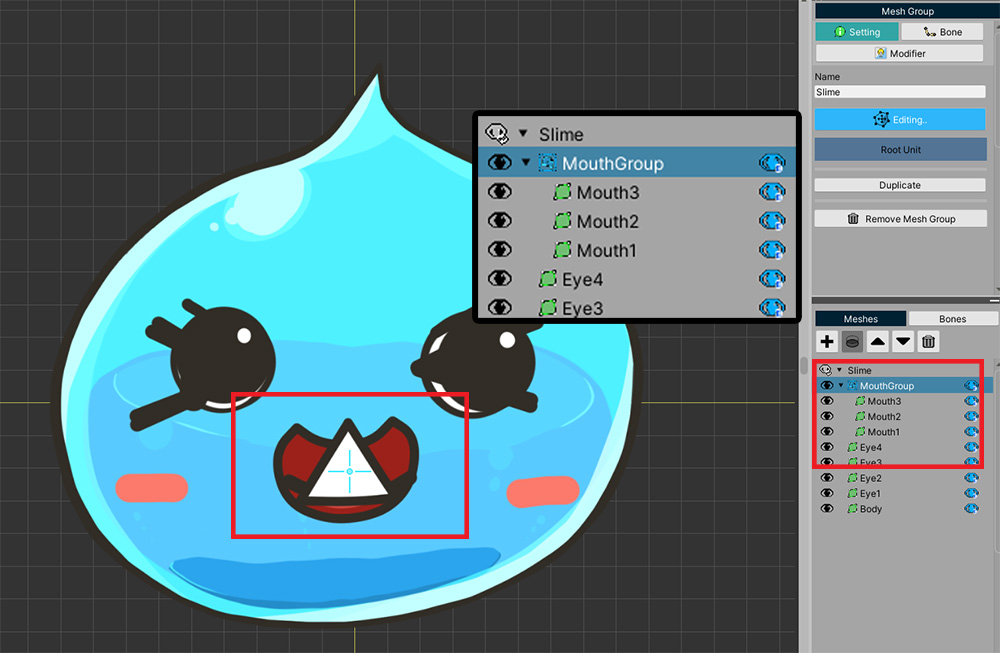 Mesh Group
Setting
Bone
Modifier
Name
Slime
Editing..
Root Unit
Duplicate
Remove Mesh Group
Slime
MouthGroup
Mouth3
Mouth2
Mouth1
Eye4
Eye3
Meshes
Bones
Slime
MouthGroup
Mouth3
Mouth2
Mouth1
Eye4
Eye3
Eye2
Eye1
Body